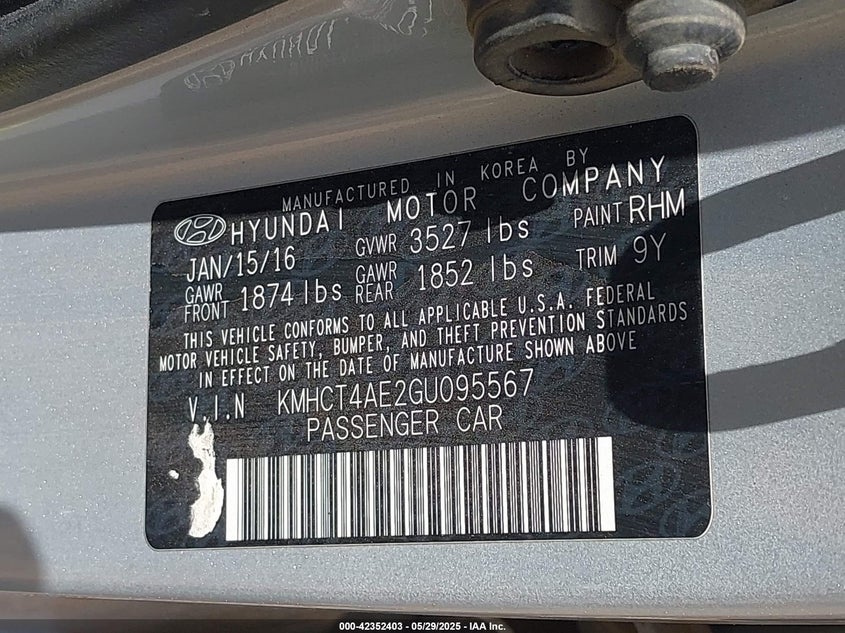 MANUFACTURED IN KOREA BY
HYUNDAI MOTOR COMPANY
JAN/15/16 GVWR 3527 lbs PAINT RHM
GAWR FRONT 1874 lbs GAWR REAR 1852 lbs TRIM 9Y
THIS VEHICLE CONFORMS TO ALL APPLICABLE U.S.A. FEDERAL
MOTOR VEHICLE SAFETY, BUMPER, AND THEFT PREVENTION STANDARDS
IN EFFECT ON THE DATE OF MANUFACTURE SHOWN ABOVE
V.I.N KMHCT4AE2GU095567
PASSENGER CAR
000-42352403 - 05/29/2025 - IAA Inc.